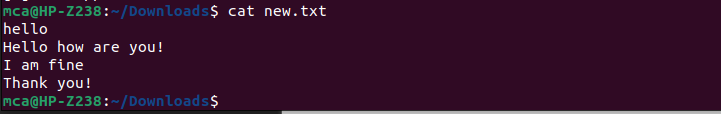 mca@HP-Z238:~/Downloads$ cat new.txt
hello
Hello how are you!
I am fine
Thank you!
mca@HP-Z238:~/Downloads$